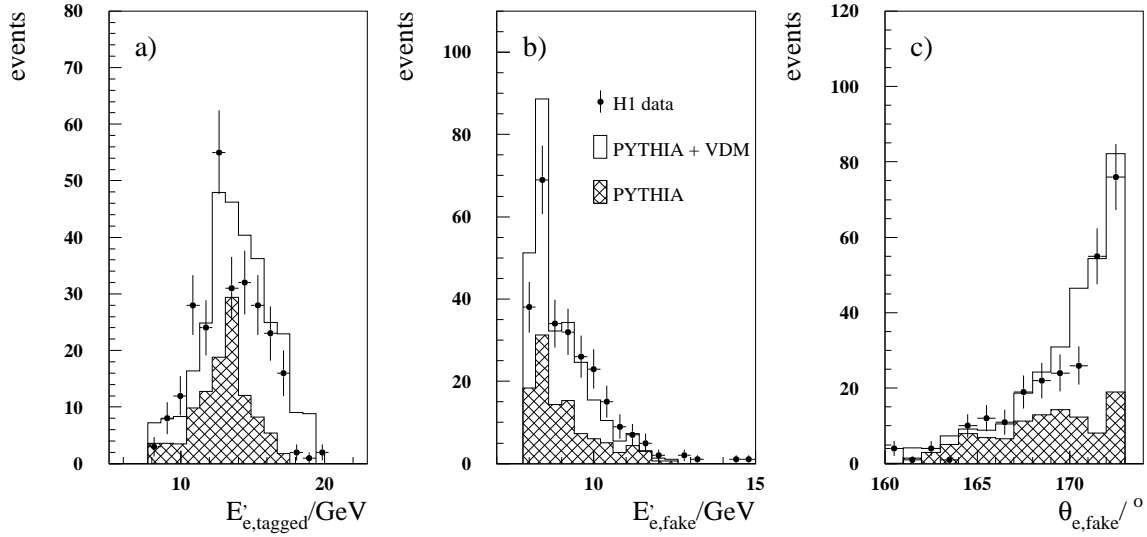 events
a)
80
70
60
50
40
30
20
10
0
10
20
E'e,tagged/GeV
events
b)
100
80
60
40
20
0
10
15
E'e,fake/GeV
H1 data
PYTHIA + VDM
PYTHIA
events
c)
120
100
80
60
40
20
0
160
165
170
θe,fake/ o